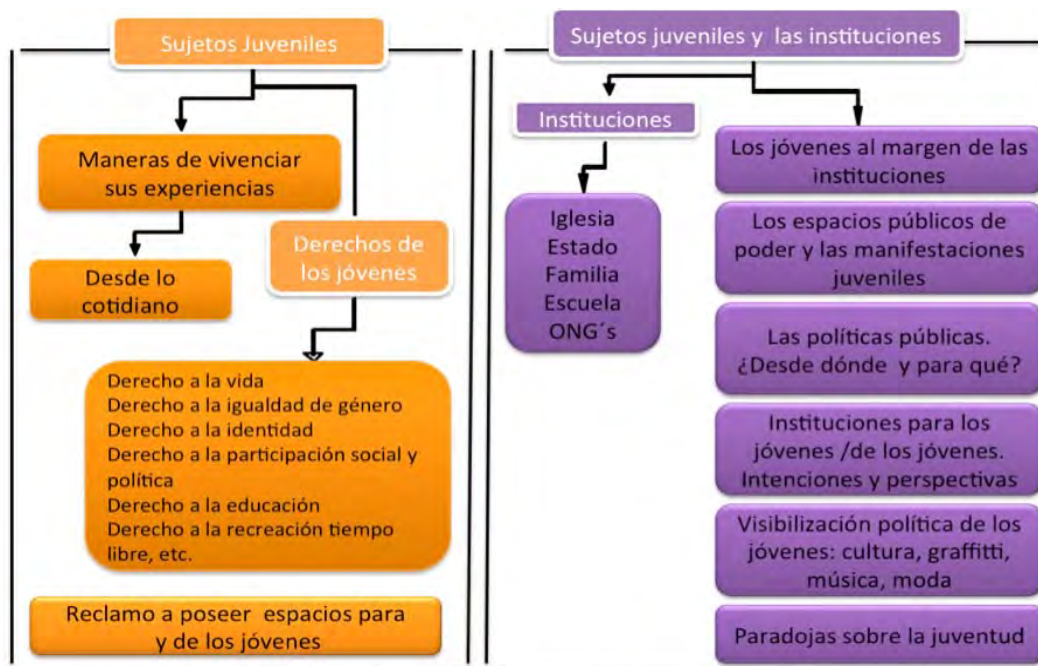 Sujetos Juveniles
Maneras de vivenciar
sus experiencias
Desde lo
cotidiano
Derechos de
los jóvenes
Derecho a la vida
Derecho a la igualdad de género
Derecho a la identidad
Derecho a la participación social y
política
Derecho a la educación
Derecho a la recreación tiempo
libre, etc.
Reclamo a poseer espacios para
y de los jóvenes
Sujetos juveniles y las instituciones
Instituciones
Iglesia
Estado
Familia
Escuela
ONG´s
Los jóvenes al margen de las
instituciones
Los espacios públicos de
poder y las manifestaciones
juveniles
Las políticas públicas.
¿Desde dónde y para qué?
Instituciones para los
jóvenes /de los jóvenes.
Intenciones y perspectivas
Visibilización política de los
jóvenes: cultura, graffitti,
música, moda
Paradojas sobre la juventud